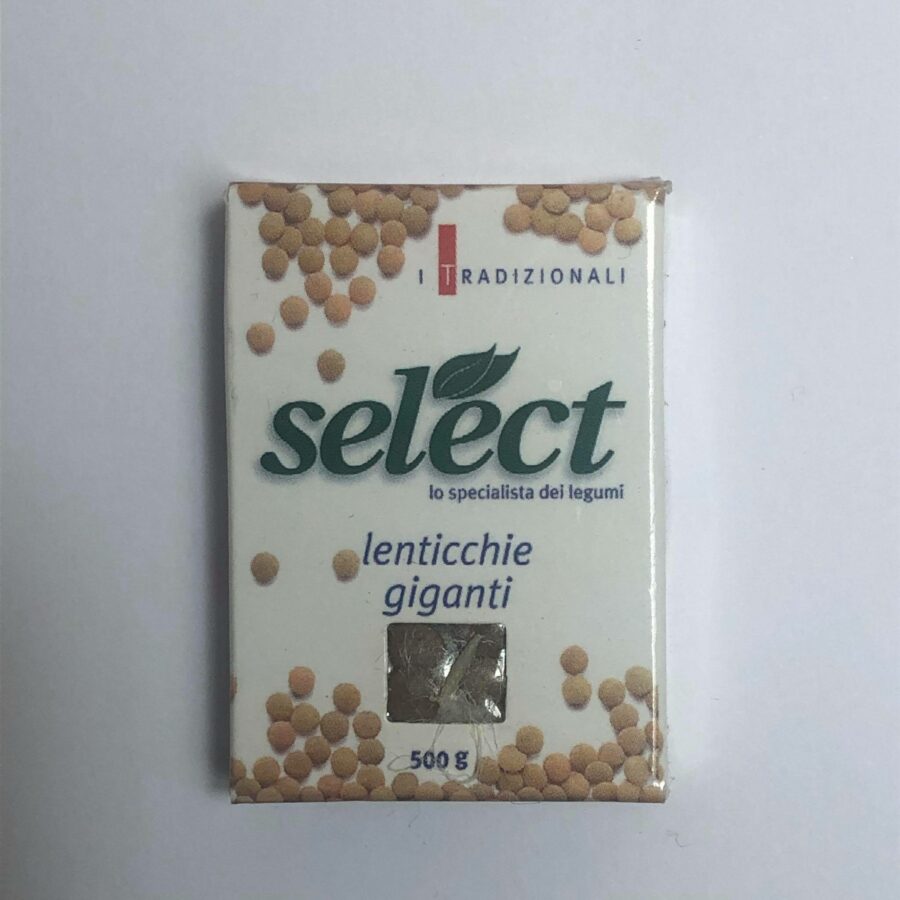 I TRADIZIONALI
select
lo specialista dei legumi
lenticchie
giganti
500 g